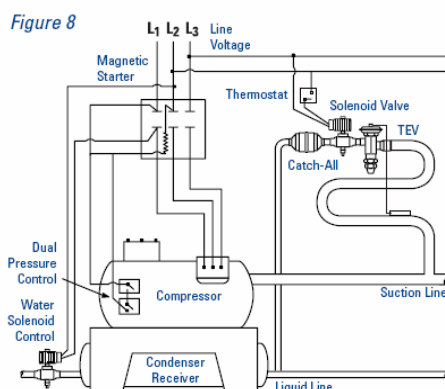 Figure 8
L1 L2 L3 Line
Voltage
Magnetic
Starter
Thermostat
Solenoid Valve
TEV
Catch-All
Dual
Pressure
Control
Compressor
Suction Line
Water
Solenoid
Control
Condenser
Receiver
Liquid Line